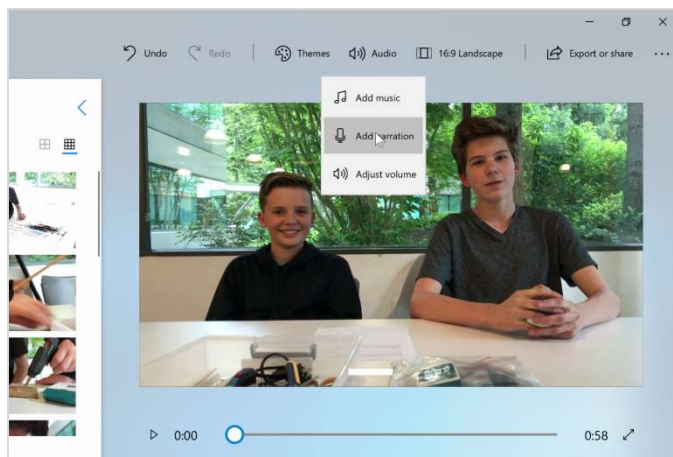 Undo Redo Themes Audio 16:9 Landscape Export or share
Add music
Add narration
Adjust volume
0:00 0:58